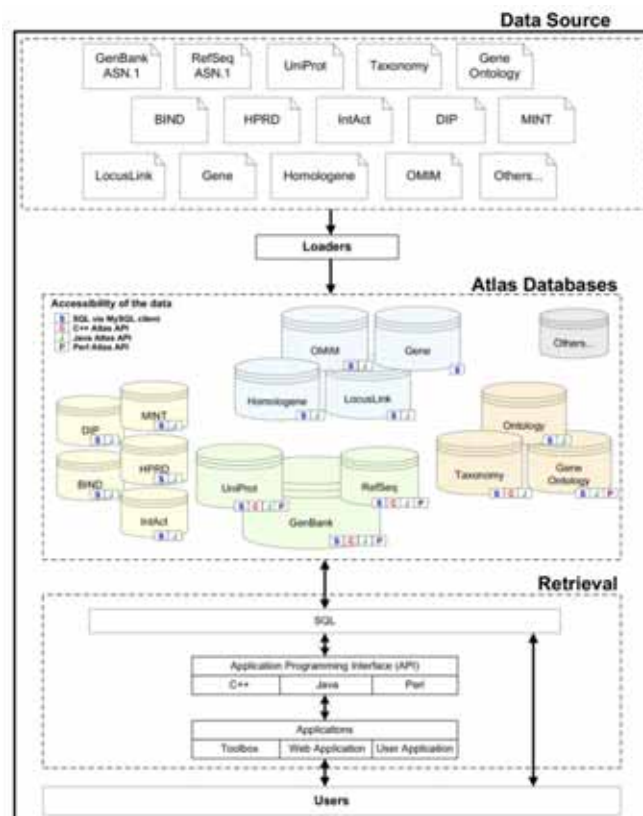 Data Source
GenBank
ASN.1
RefSeq
ASN.1
UniProt
Taxonomy
Gene
Ontology
BIND
HPRD
IntAct
DIP
MINT
LocusLink
Gene
Homologene
OMIM
Others...
Loaders
Atlas Databases
Accessibility of the data
S SQL via MySQL client
C C++ Atlas API
J Java Atlas API
P Perl Atlas API
OMIM
S J
Gene
S
Others...
Homologene
S J
LocusLink
S J
DIP
S J
MINT
S J
BIND
S J
HPRD
S J
IntAct
S J
UniProt
S C J P
RefSeq
S C J P
GenBank
S C J P
Ontology
S J
Taxonomy
S C J
Gene
Ontology
S J P
Retrieval
SQL
Application Programming Interface (API)
C++ Java Perl
Applications
Toolbox Web Application User Application
Users